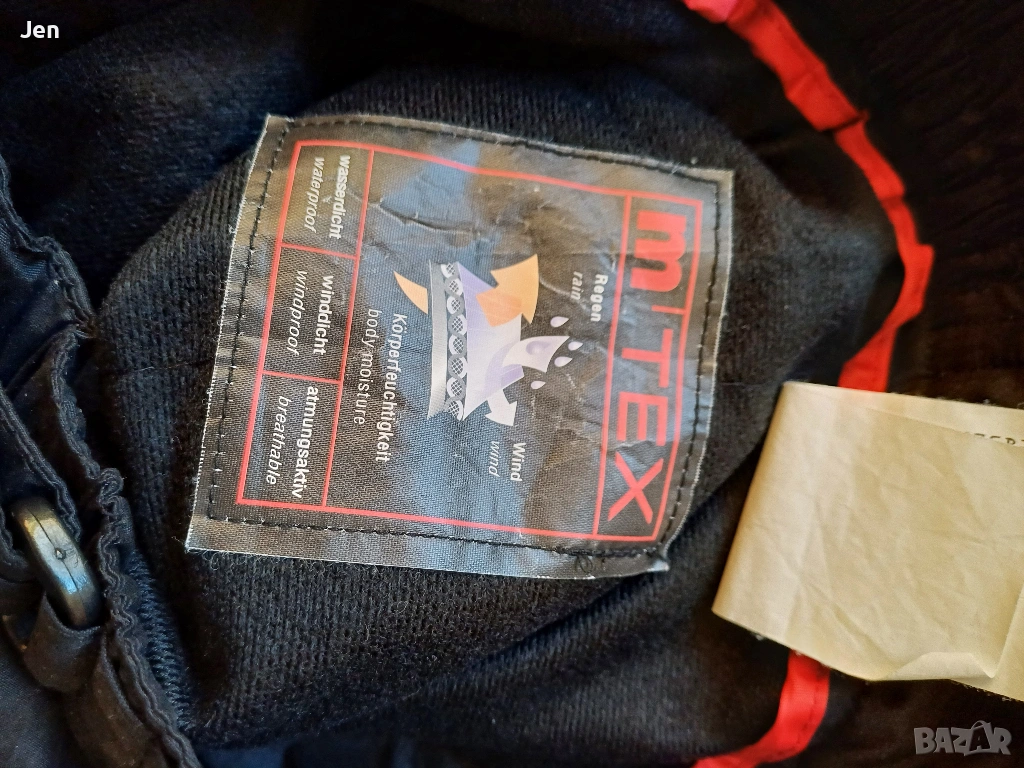 Jen
m TEX
Regen
rain
Wind
wind
Körperfeuchtigkeit
body moisture
wasserdicht
waterproof
winddicht
windproof
atmungsaktiv
breathable
BAZAR